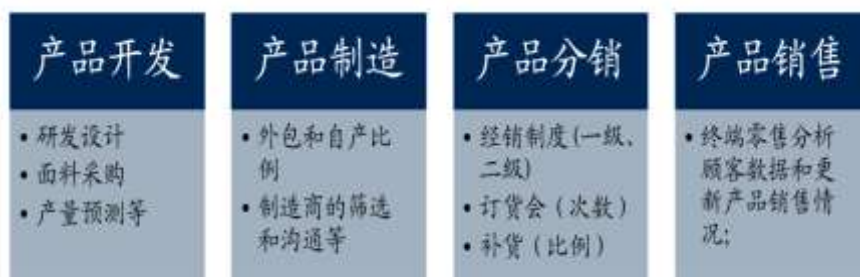 产品开发
• 研发设计
• 面料采购
• 产量预测等
产品制造
• 外包和自产比
例
• 制造商的筛选
和沟通等
产品分销
• 经销制度(一级、
二级)
• 订货会（次数）
• 补货（比例）
产品销售
• 终端零售分析
顾客数据和更
新产品销售情
况;